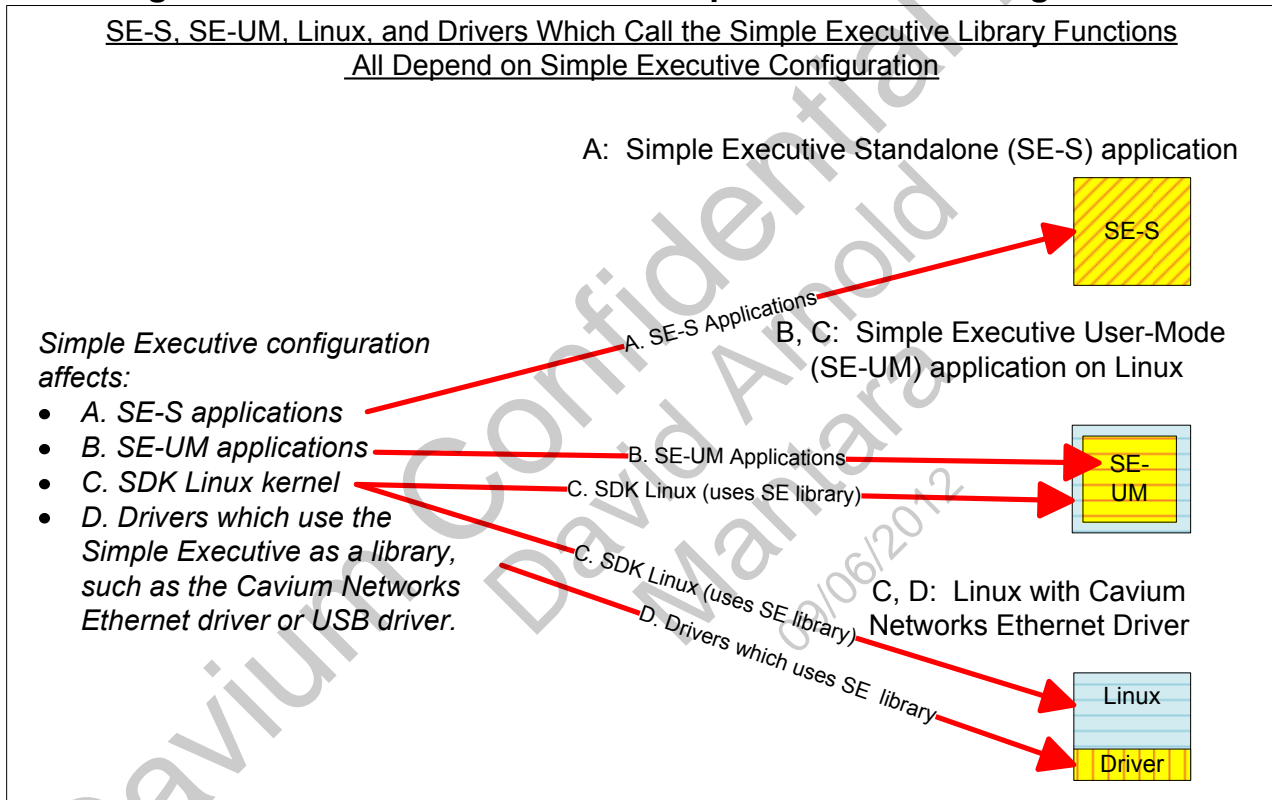 SE-S, SE-UM, Linux, and Drivers Which Call the Simple Executive Library Functions
All Depend on Simple Executive Configuration
A: Simple Executive Standalone (SE-S) application
SE-S
A. SE-S Applications
B, C: Simple Executive User-Mode
(SE-UM) application on Linux
Simple Executive configuration
affects:
• A. SE-S applications
• B. SE-UM applications
• C. SDK Linux kernel
• D. Drivers which use the
Simple Executive as a library,
such as the Cavium Networks
Ethernet driver or USB driver.
B. SE-UM Applications
C. SDK Linux (uses SE library)
SE-
UM
C. SDK Linux (uses SE library)
D. Drivers which uses SE library
C, D: Linux with Cavium
Networks Ethernet Driver
Linux
Driver
Cavium Confidential
David Arnold
Mantara
09/06/2012